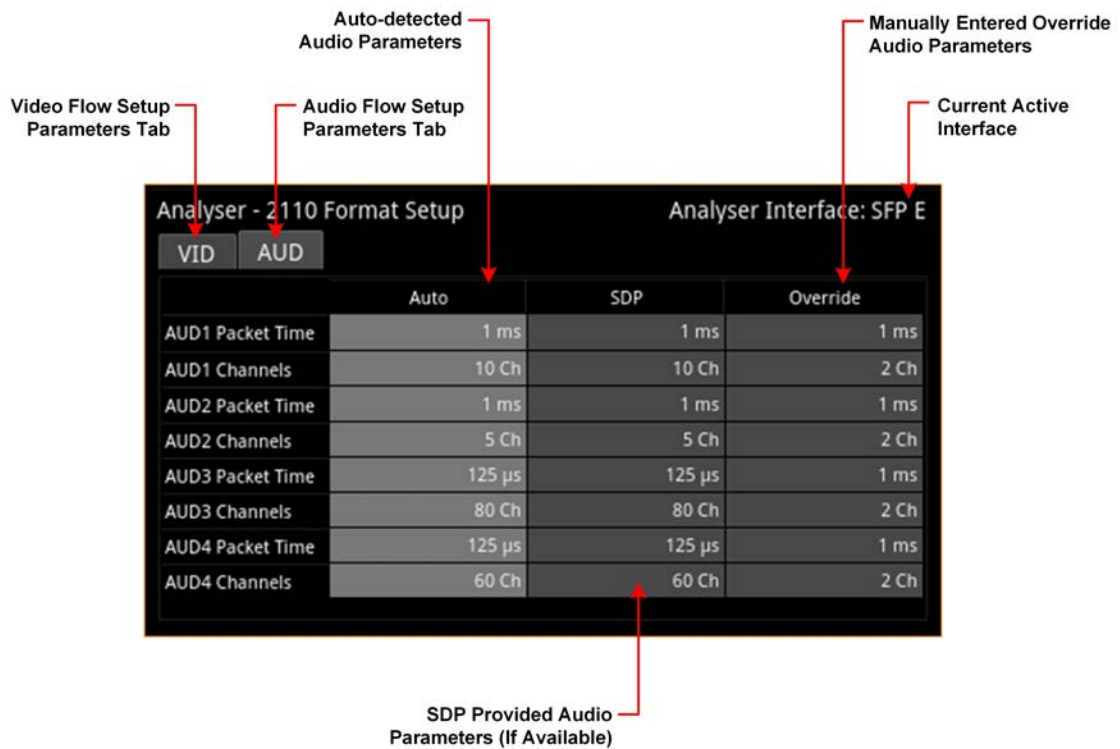 Auto-detected
Audio Parameters
Manually Entered Override
Audio Parameters
Video Flow Setup
Parameters Tab
Audio Flow Setup
Parameters Tab
Current Active
Interface
Analyser - 2110 Format Setup
Analyser Interface: SFP E
VID AUD
Auto SDP Override
AUD1 Packet Time 1 ms 1 ms 1 ms
AUD1 Channels 10 Ch 10 Ch 2 Ch
AUD2 Packet Time 1 ms 1 ms 1 ms
AUD2 Channels 5 Ch 5 Ch 2 Ch
AUD3 Packet Time 125 µs 125 µs 1 ms
AUD3 Channels 80 Ch 80 Ch 2 Ch
AUD4 Packet Time 125 µs 125 µs 1 ms
AUD4 Channels 60 Ch 60 Ch 2 Ch
SDP Provided Audio
Parameters (If Available)